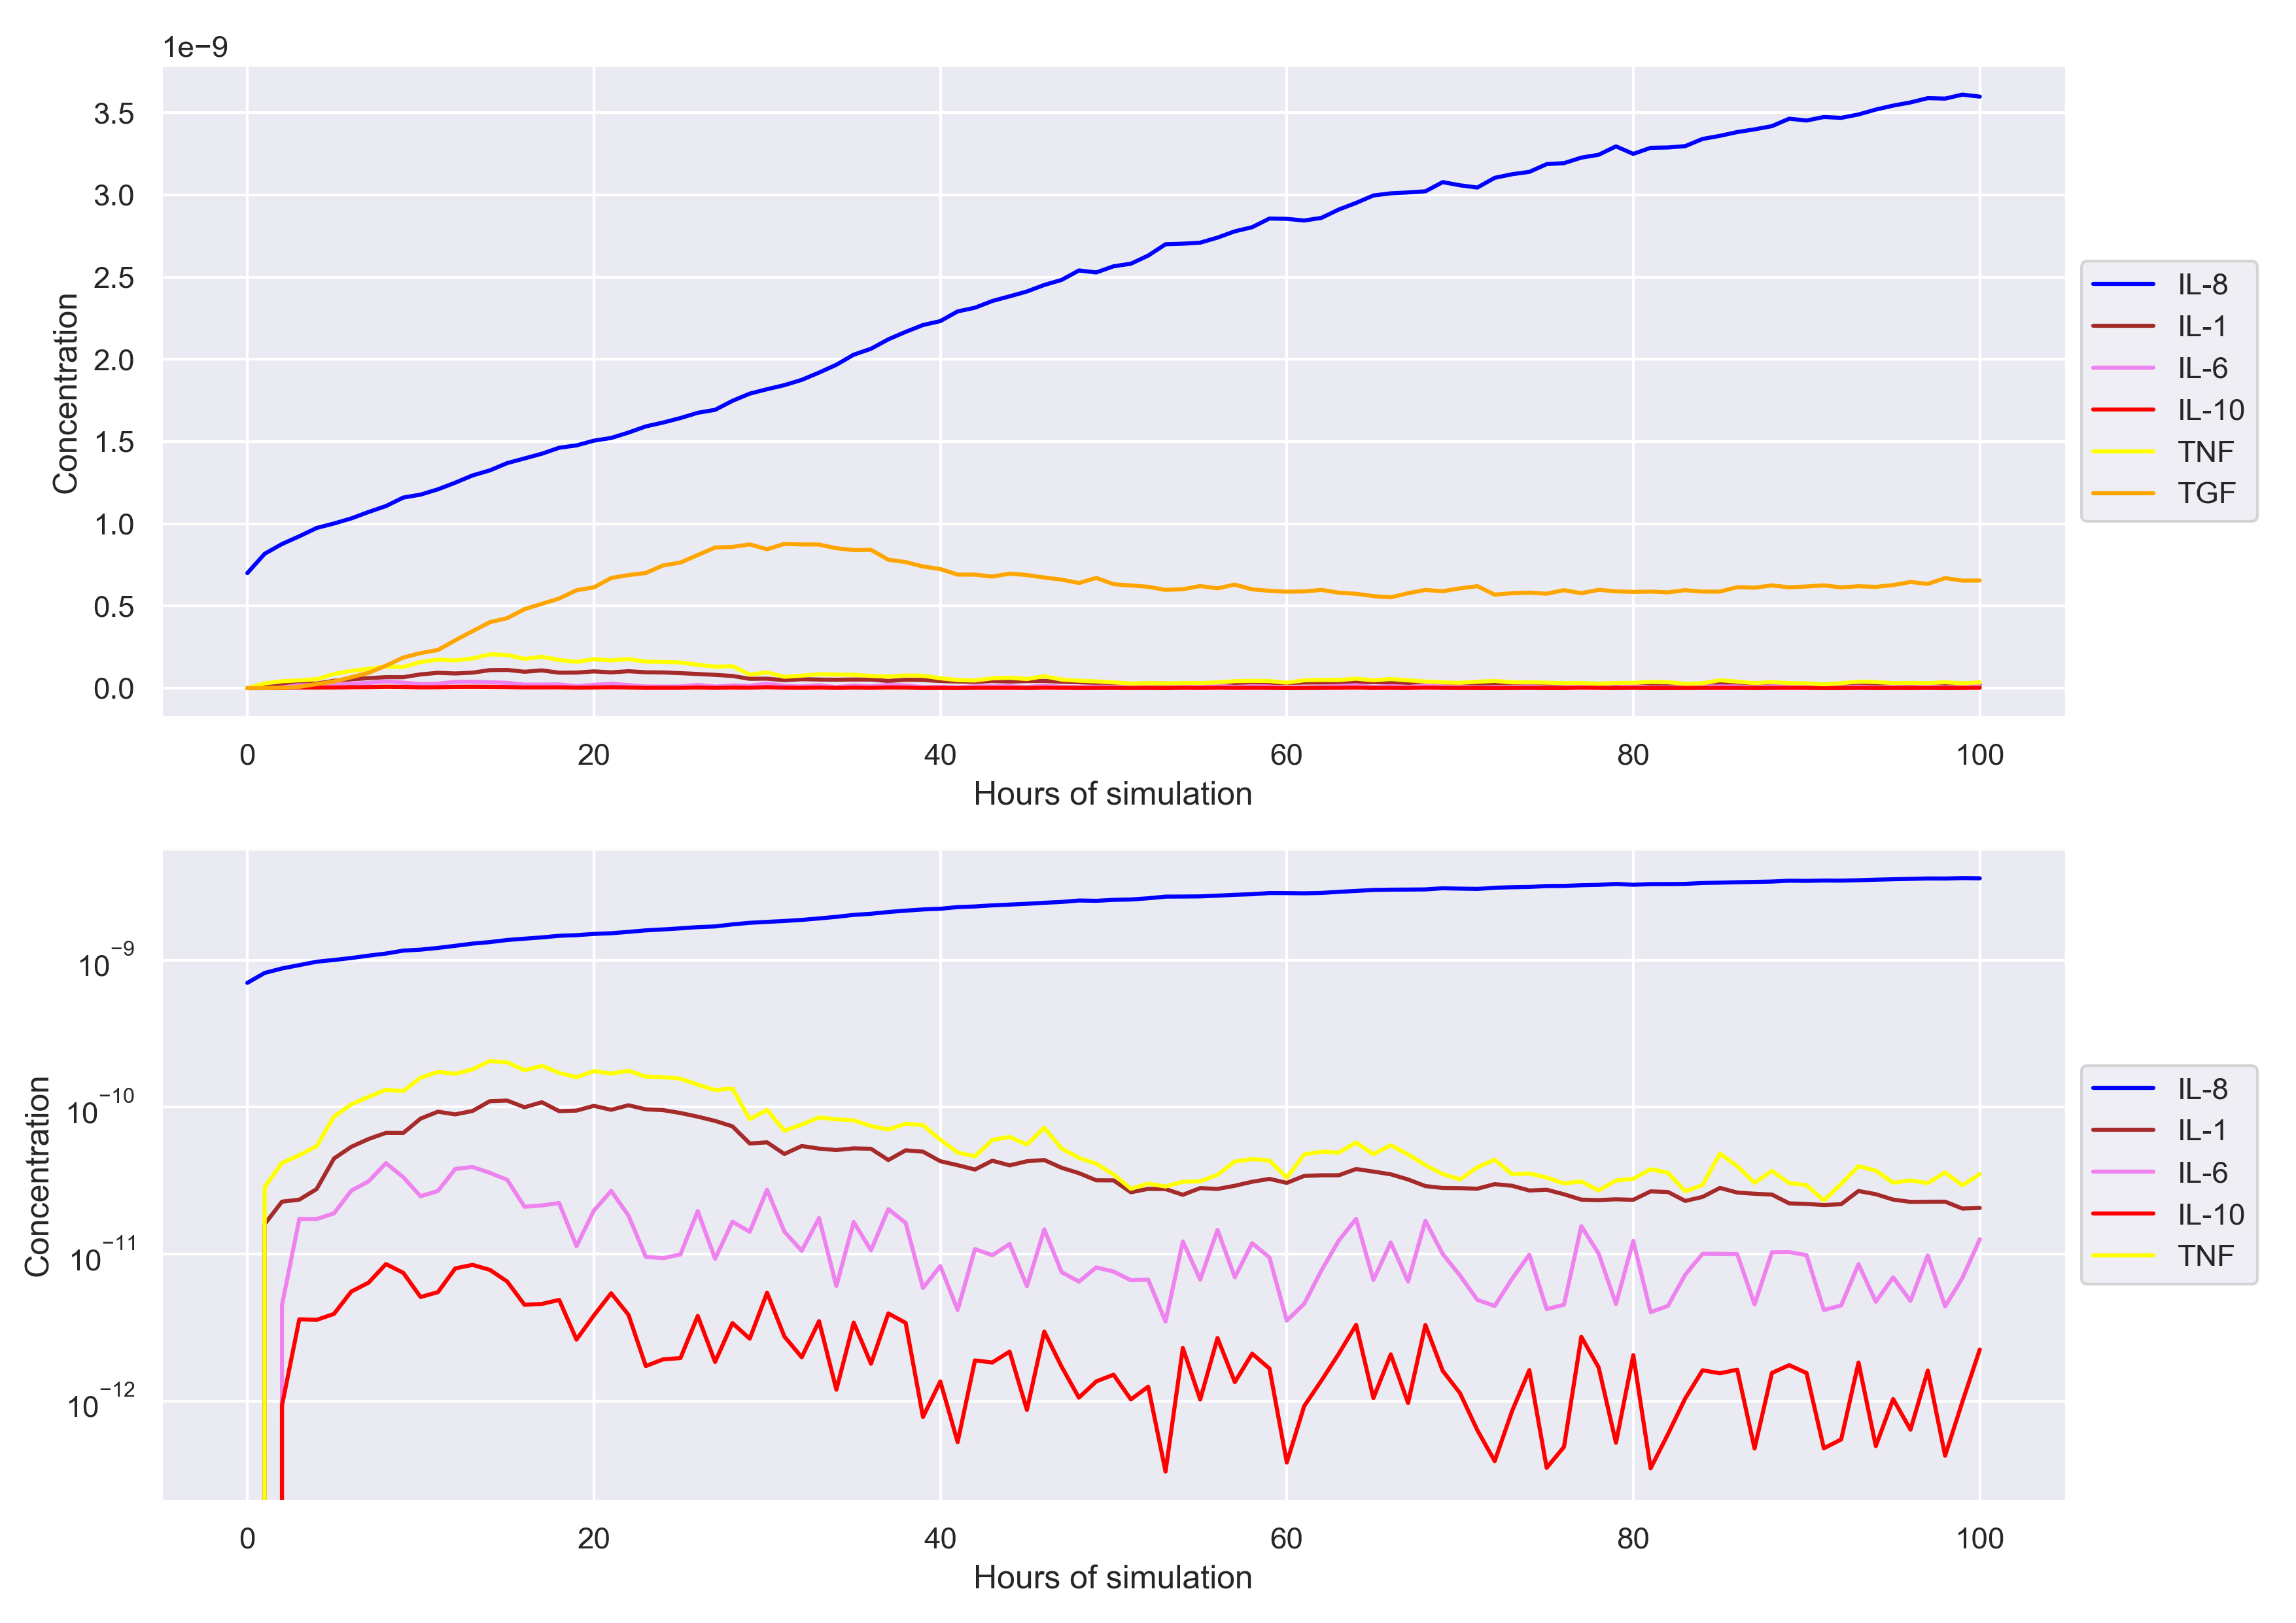 1e−9
3.5
3.0
2.5
2.0
1.5
1.0
0.5
0.0
Concentration
0
20
40
60
80
100
Hours of simulation
IL-8
IL-1
IL-6
IL-10
TNF
TGF
10⁻⁹
10⁻¹⁰
10⁻¹¹
10⁻¹²
Concentration
0
20
40
60
80
100
Hours of simulation
IL-8
IL-1
IL-6
IL-10
TNF